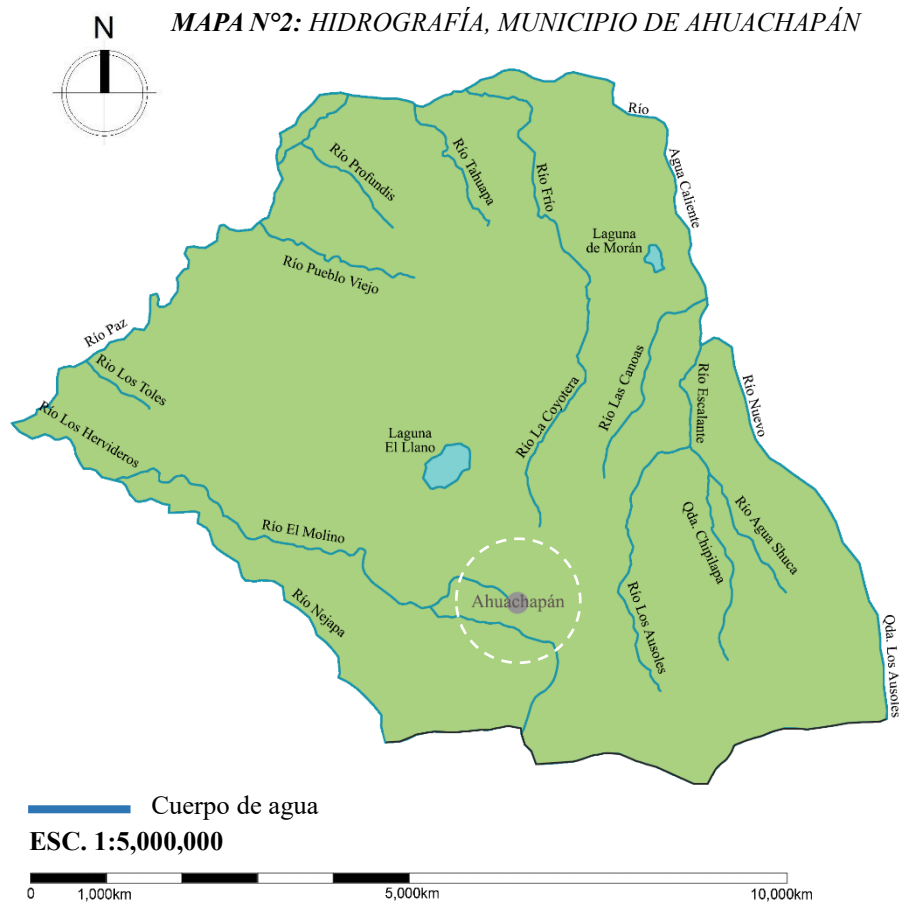 MAPA N°2: HIDROGRAFÍA, MUNICIPIO DE AHUACHAPÁN
N
Río
Agua Caliente
Río Profundis
Río Tahuapa
Río Frío
Laguna
de Morán
Río Pueblo Viejo
Río Paz
Rio Los Toles
Río Los Hervideros
Río La Coyotera
Río Las Canoas
Río Escalante
Río Nuevo
Laguna
El Llano
Río El Molino
Qda. Chipilapa
Río Agua Shuca
Río Nejapa
Ahuachapán
Río Los Ausoles
Qda. Los Ausoles
Cuerpo de agua
ESC. 1:5,000,000
0 1,000km 5,000km 10,000km